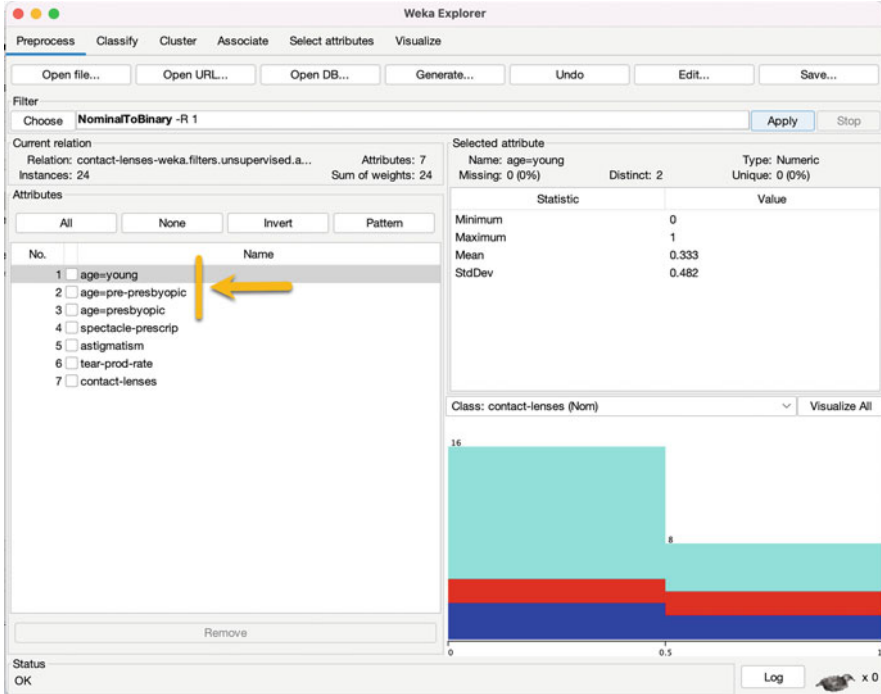 Weka Explorer
Preprocess Classify Cluster Associate Select attributes Visualize
Open file... Open URL... Open DB... Generate... Undo Edit... Save...
Filter
Choose NominalToBinary -R 1 Apply Stop
Current relation
Relation: contact-lenses-weka.filters.unsupervised.a... Attributes: 7
Instances: 24 Sum of weights: 24
Attributes
All None Invert Pattern
No. Name
1 age=young
2 age=pre-presbyopic
3 age=presbyopic
4 spectacle-prescrip
5 astigmatism
6 tear-prod-rate
7 contact-lenses
Remove
Selected attribute
Name: age=young Type: Numeric
Missing: 0 (0%) Distinct: 2 Unique: 0 (0%)
Statistic Value
Minimum 0
Maximum 1
Mean 0.333
StdDev 0.482
Class: contact-lenses (Nom) Visualize All
16
8
0 0.5 1
Status
OK
Log x 0